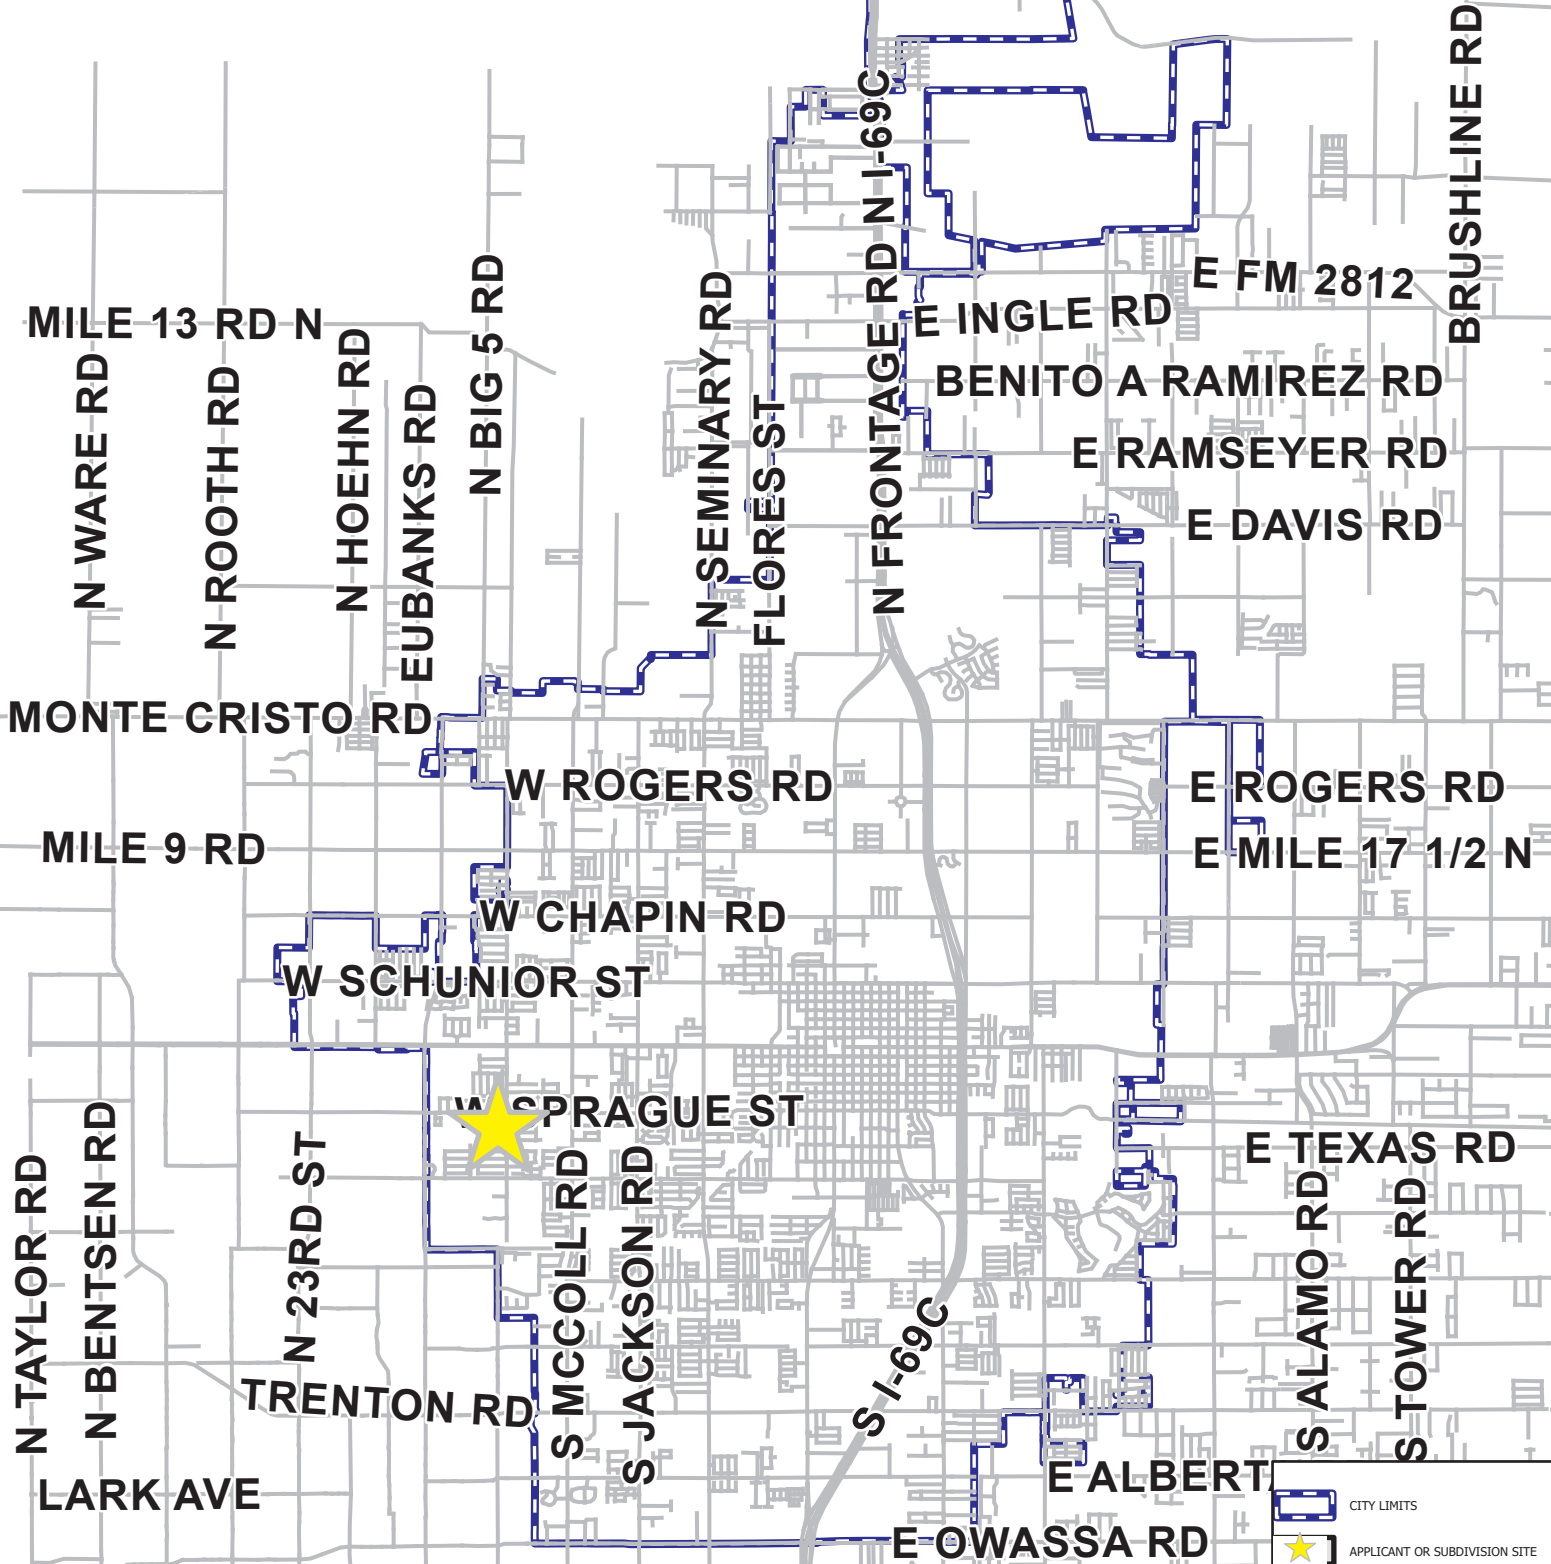 BRUSHLINE RD
N I-69C
E FM 2812
N BIG 5 RD
MILE 13 RD N
E INGLE RD
N SEMINARY RD
N FRONTAGE RD
N WARE RD
N ROOTH RD
N HOEHN RD
EUBANKS RD
FLORES ST
BENITO A RAMIREZ RD
E RAMSEYER RD
E DAVIS RD
MONTE CRISTO RD
W ROGERS RD
E ROGERS RD
MILE 9 RD
E MILE 17 1/2 N
W CHAPIN RD
W SCHUNIOR ST
W SPRAGUE ST
E TEXAS RD
N TAYLOR RD
N BENTSEN RD
N 23RD ST
S MCCOLL RD
S JACKSON RD
S ALAMO RD
S TOWER RD
S I-69C
TRENTON RD
LARK AVE
E ALBERTA
E OWASSA RD
CITY LIMITS
APPLICANT OR SUBDIVISION SITE